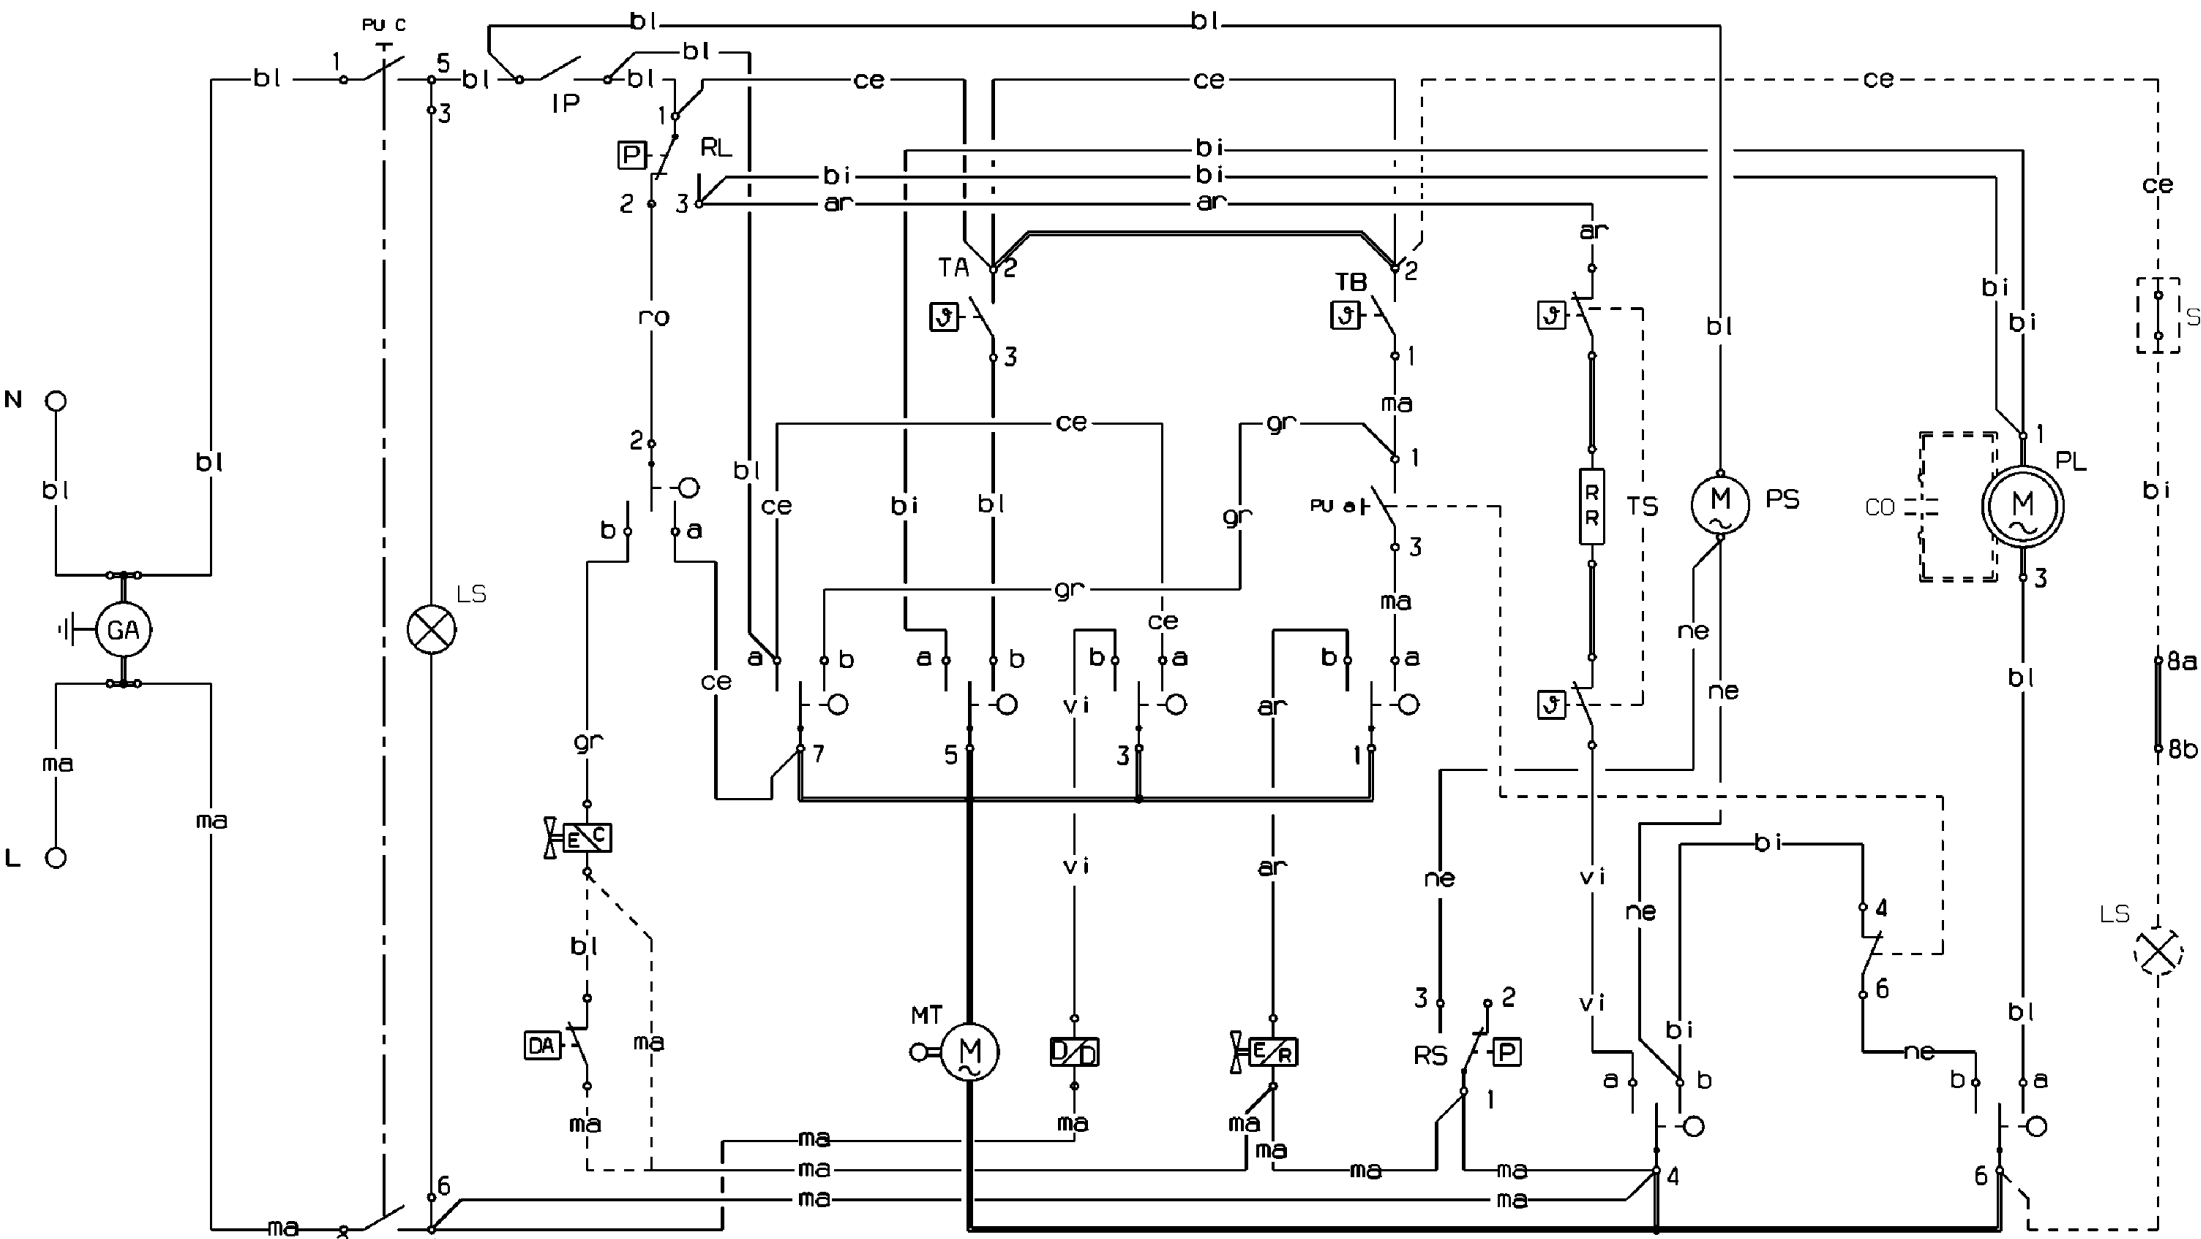 bl bl
PU C
1 5 bl
bl bl bl ce ce ce
IP
3
1
P RL bi
bi bi ce
2 3 ar ar
ar
TA 2 2
TB
bi
ϑ ϑ ϑ S
ro bl bi
3 1
N ma
ce gr
2 1 PL
bl bl bl
bl R M PS bi
ce bi bl PU a R TS CO M
b a gr
3
3
LS gr
ma
GA ce ne
a b a b b a b a 8a
ce bl
vi ar ϑ ne
gr 7 5 3 1 8b
ma
ma
bi
L E C vi ar ne vi
ne 4
LS
bl
6
3 2 vi
MT bl
ma bi
DA M D D E R RS P ne
a b b a
1
ma ma ma
ma ma
ma ma ma 4 6
6 ma ma
ma